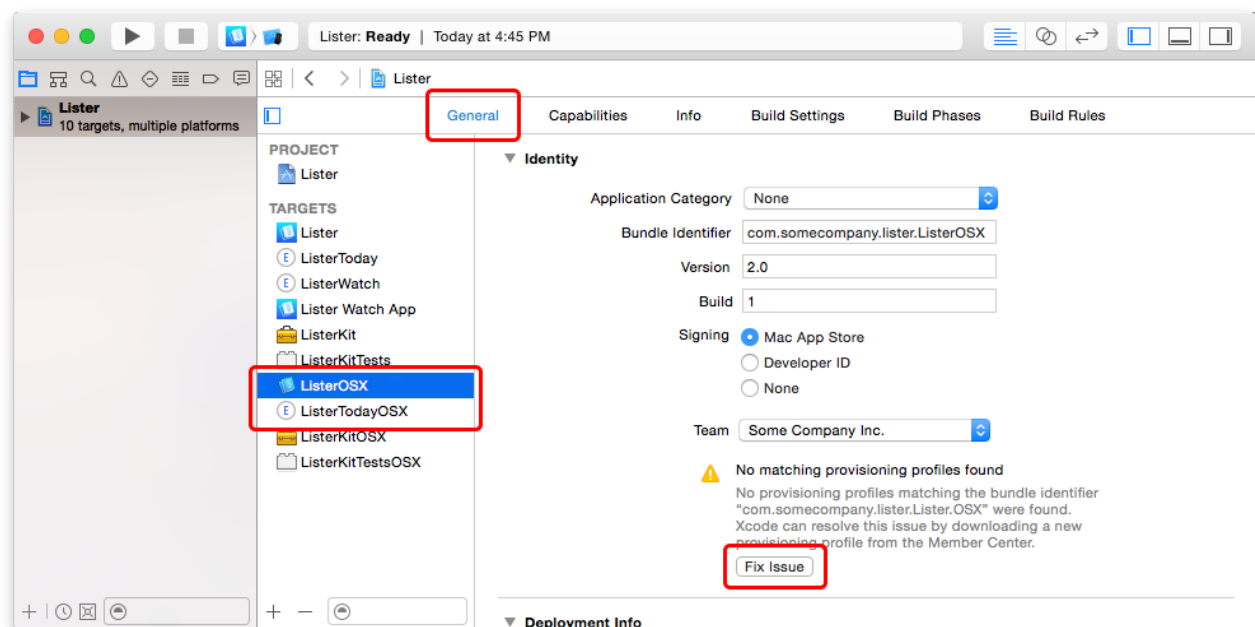 Lister: Ready | Today at 4:45 PM
Lister
Lister
10 targets, multiple platforms
General Capabilities Info Build Settings Build Phases Build Rules
PROJECT
Lister
TARGETS
Lister
E ListerToday
E ListerWatch
Lister Watch App
ListerKit
ListerKitTests
ListerOSX
E ListerTodayOSX
ListerKitOSX
ListerKitTestsOSX
Identity
Application Category None
Bundle Identifier com.somecompany.lister.ListerOSX
Version 2.0
Build 1
Signing Mac App Store
Developer ID
None
Team Some Company Inc.
No matching provisioning profiles found
No provisioning profiles matching the bundle identifier
“com.somecompany.lister.Lister.OSX” were found.
Xcode can resolve this issue by downloading a new
provisioning profile from the Member Center.
Fix Issue
Deployment Info